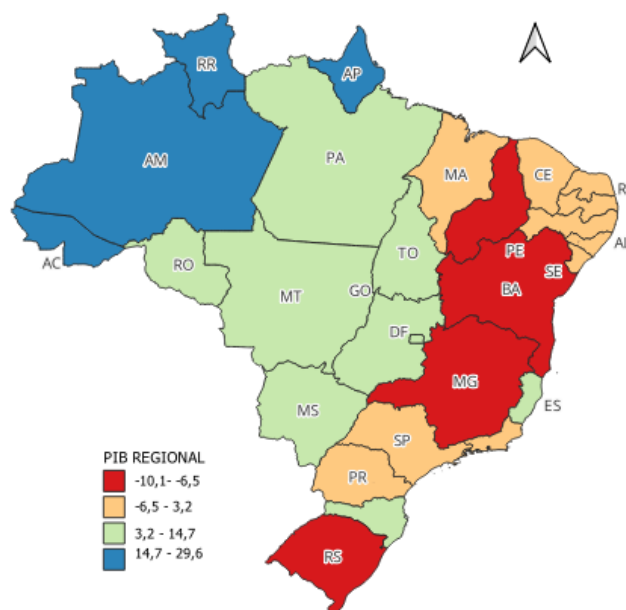 RR
AP
AM
PA
MA
CE
R
AC
RO
TO
PE
SE
AL
MT
GO
BA
DF
MG
MS
ES
SP
PR
RS
PIB REGIONAL
-10,1- -6,5
-6,5 - 3,2
3,2 - 14,7
14,7 - 29,6